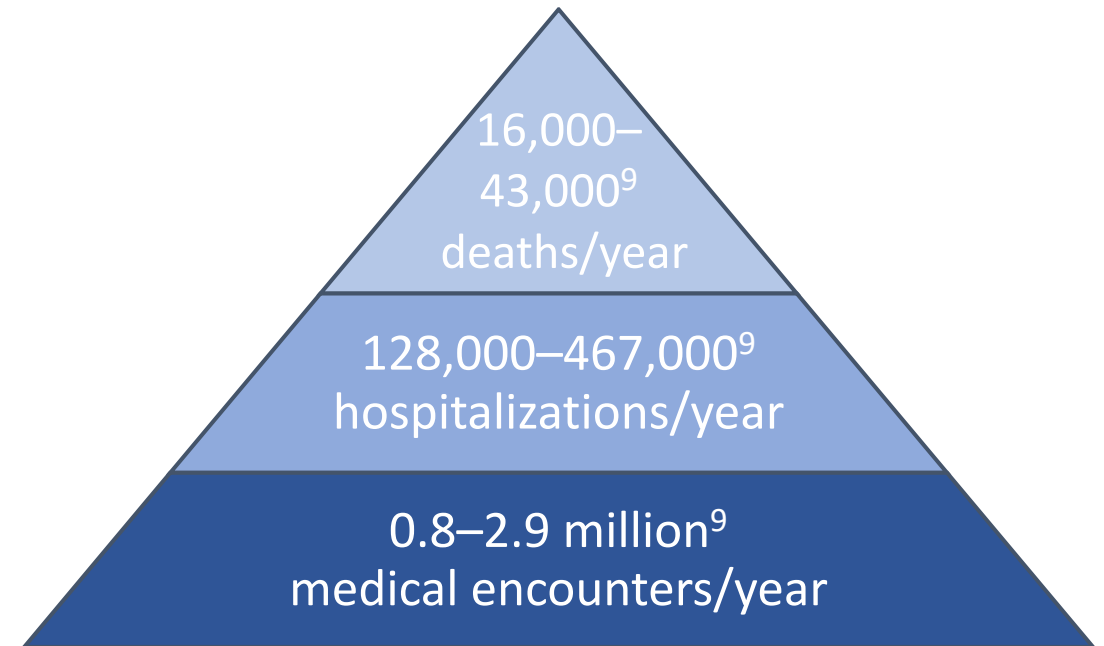 16,000–
43,000⁹
deaths/year
128,000–467,000⁹
hospitalizations/year
0.8–2.9 million⁹
medical encounters/year